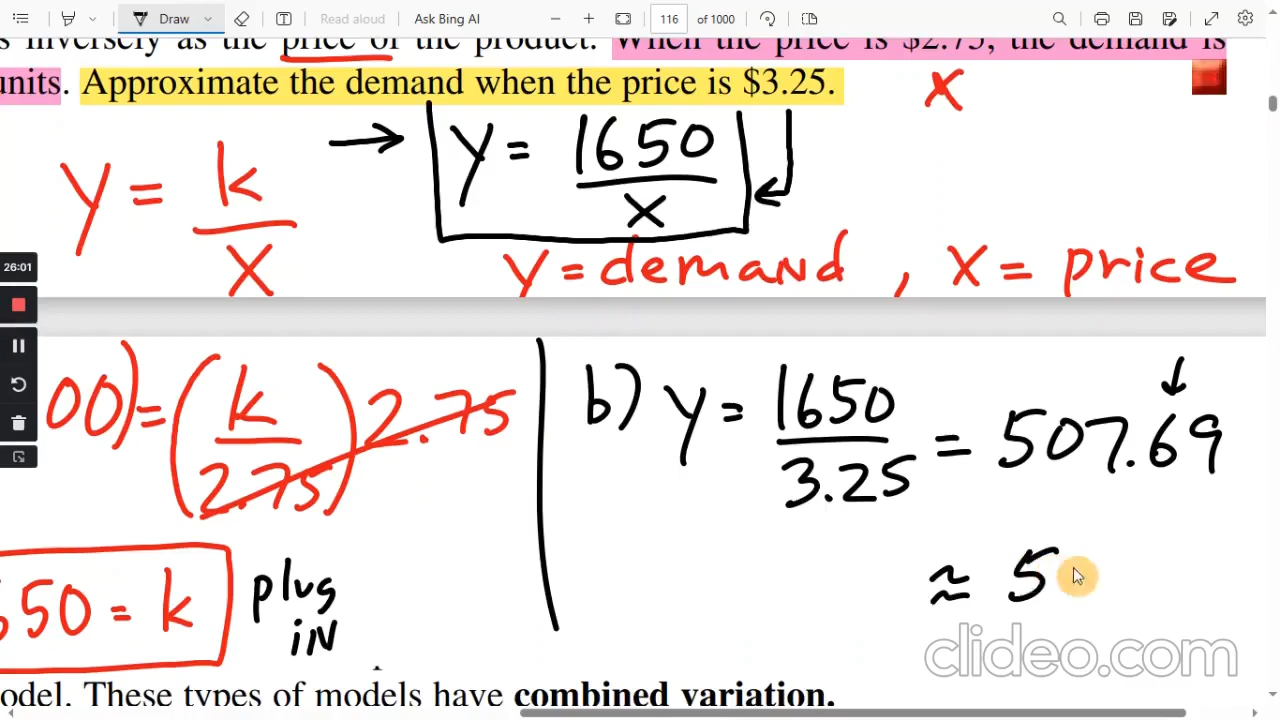 Draw
Read aloud
Ask Bing AI
116 of 1000
s inversely as the price of the product. When the price is $2.75, the demand is
units. Approximate the demand when the price is $3.25.
x
y = k/x
→ y = 1650/x
y = demand , x = price
26:01
00) = (k/2.75) 2.75
b) y = 1650/3.25 = 507.69
≈ 5
650 = k
plug
IN
odel. These types of models have combined variation.
clideo.com